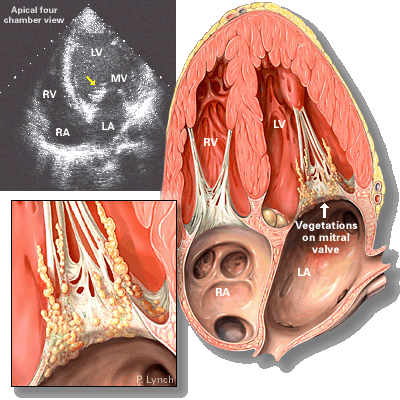 Apical four
chamber view
LV
MV
RV
RA
LA
RV
LV
Vegetations
on mitral
valve
LA
RA
P. Lynch